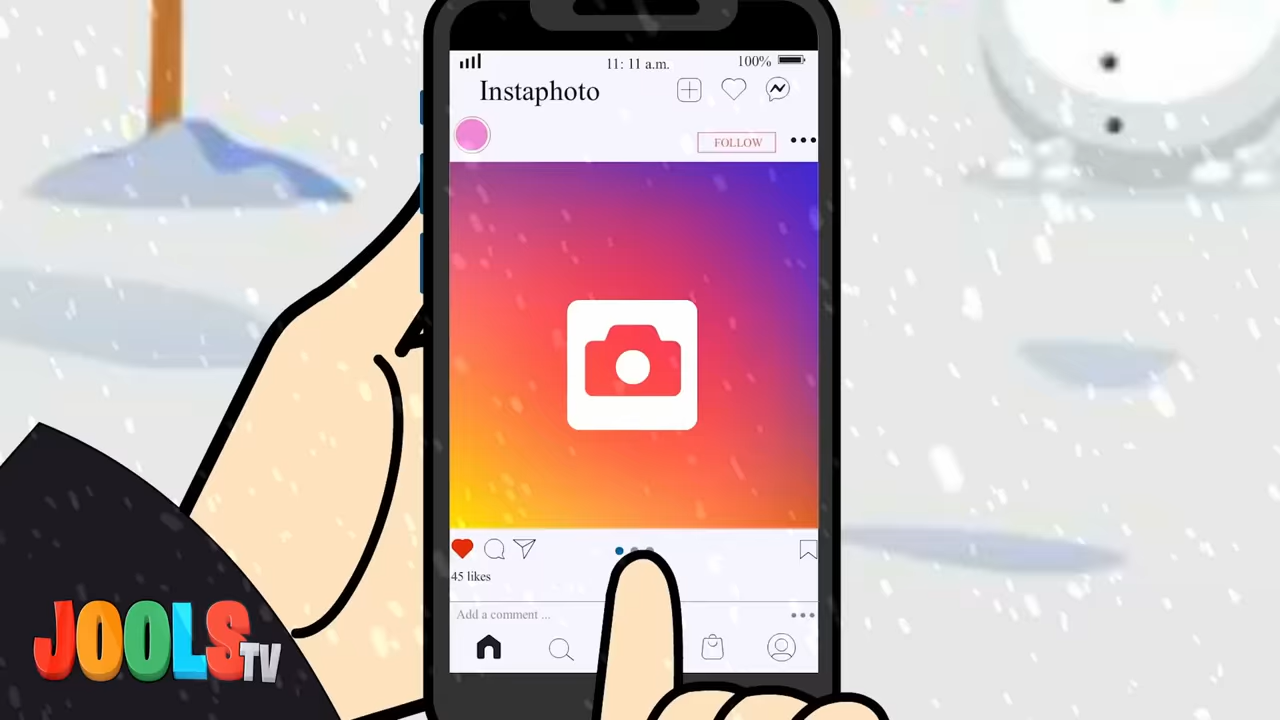 11: 11 a.m.
100%
Instaphoto
FOLLOW
45 likes
Add a comment ...
JOOLS
TV